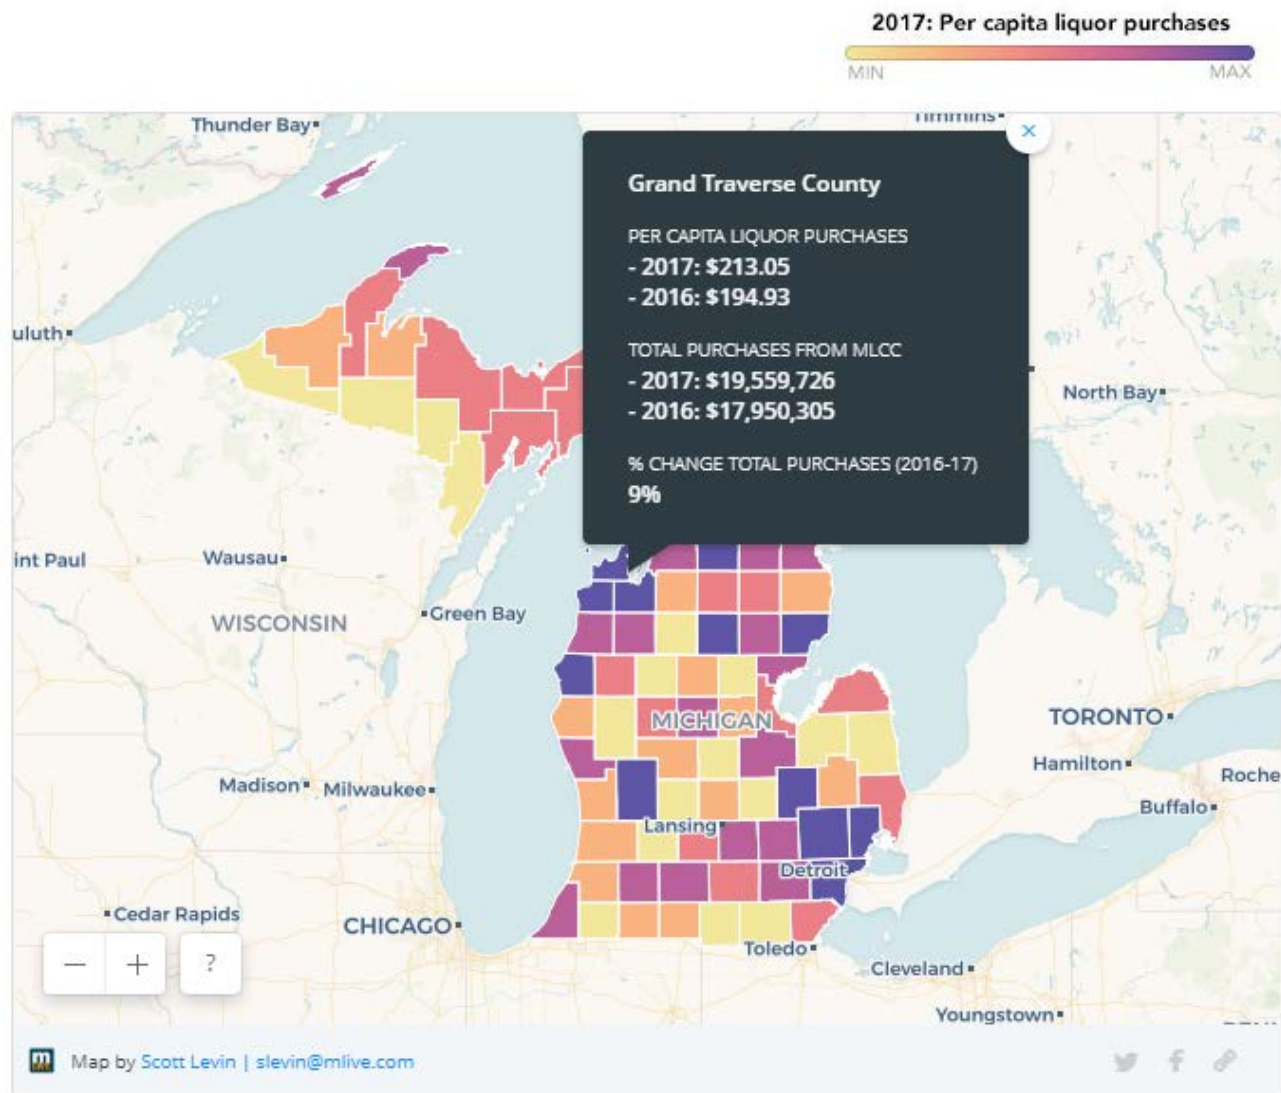 2017: Per capita liquor purchases
MIN
MAX
Thunder Bay
Timmins
Grand Traverse County
PER CAPITA LIQUOR PURCHASES
- 2017: $213.05
- 2016: $194.93
TOTAL PURCHASES FROM MLCC
- 2017: $19,559,726
- 2016: $17,950,305
% CHANGE TOTAL PURCHASES (2016-17)
9%
uluth
North Bay
int Paul
Wausau
Green Bay
WISCONSIN
MICHIGAN
TORONTO
Hamilton
Roche
Madison
Milwaukee
Buffalo
Lansing
Detroit
Cedar Rapids
CHICAGO
Toledo
Cleveland
Youngstown
− + ?
Map by Scott Levin | slevin@mlive.com